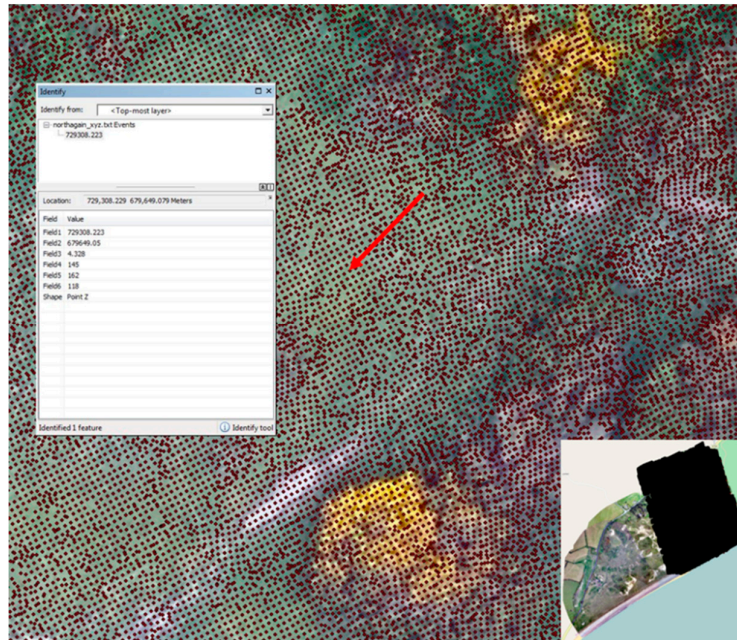 Identify
Identify from: <Top-most layer>
northagain_xyz.txt Events
729308.223
Location: 729,308.229 679,649.079 Meters
Field Value
Field1 729308.223
Field2 679649.05
Field3 4.328
Field4 145
Field5 162
Field6 118
Shape Point Z
Identified 1 feature Identify tool